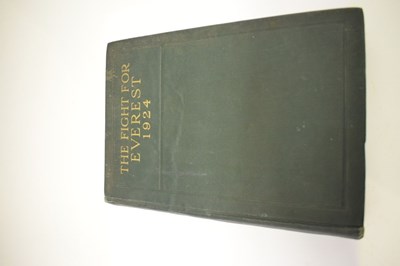 THE FIGHT FOR
EVEREST
1924